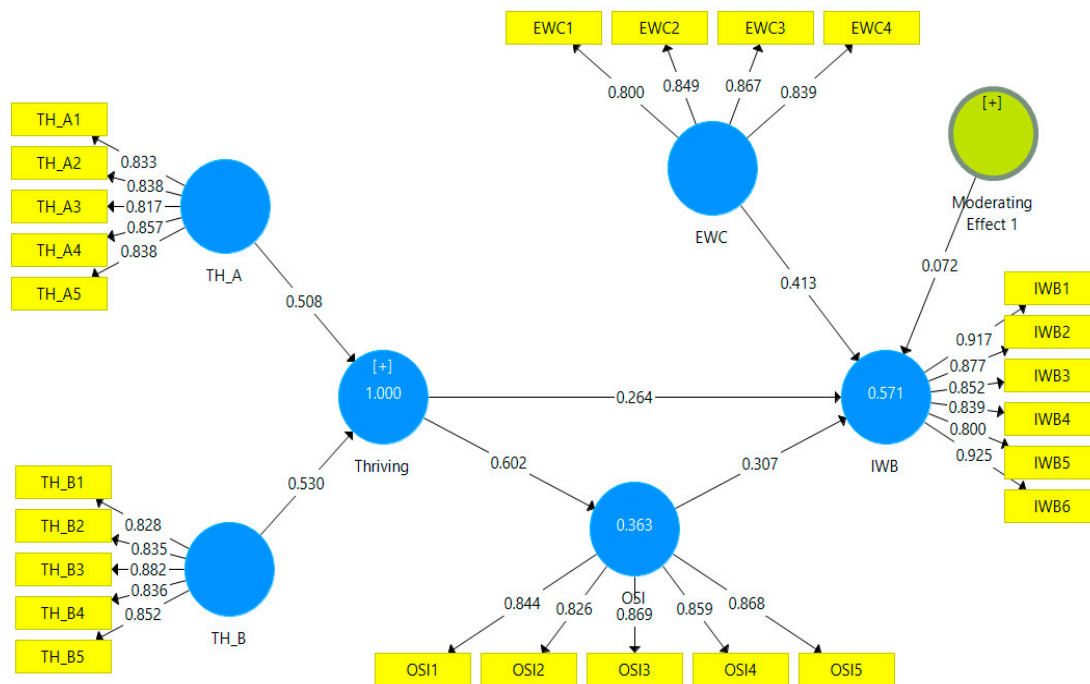 EWC1
EWC2
EWC3
EWC4
0.800
0.849
0.867
0.839
EWC
[+]
Moderating
Effect 1
0.072
0.413
TH_A1
TH_A2
TH_A3
TH_A4
TH_A5
0.833
0.838
0.817
0.857
0.838
TH_A
0.508
[+]
1.000
Thriving
0.264
0.602
0.530
TH_B1
TH_B2
TH_B3
TH_B4
TH_B5
0.828
0.835
0.882
0.836
0.852
TH_B
0.571
IWB
0.307
IWB1
IWB2
IWB3
IWB4
IWB5
IWB6
0.917
0.877
0.852
0.839
0.800
0.925
0.363
OSI
0.844
0.826
0.869
0.859
0.868
OSI1
OSI2
OSI3
OSI4
OSI5